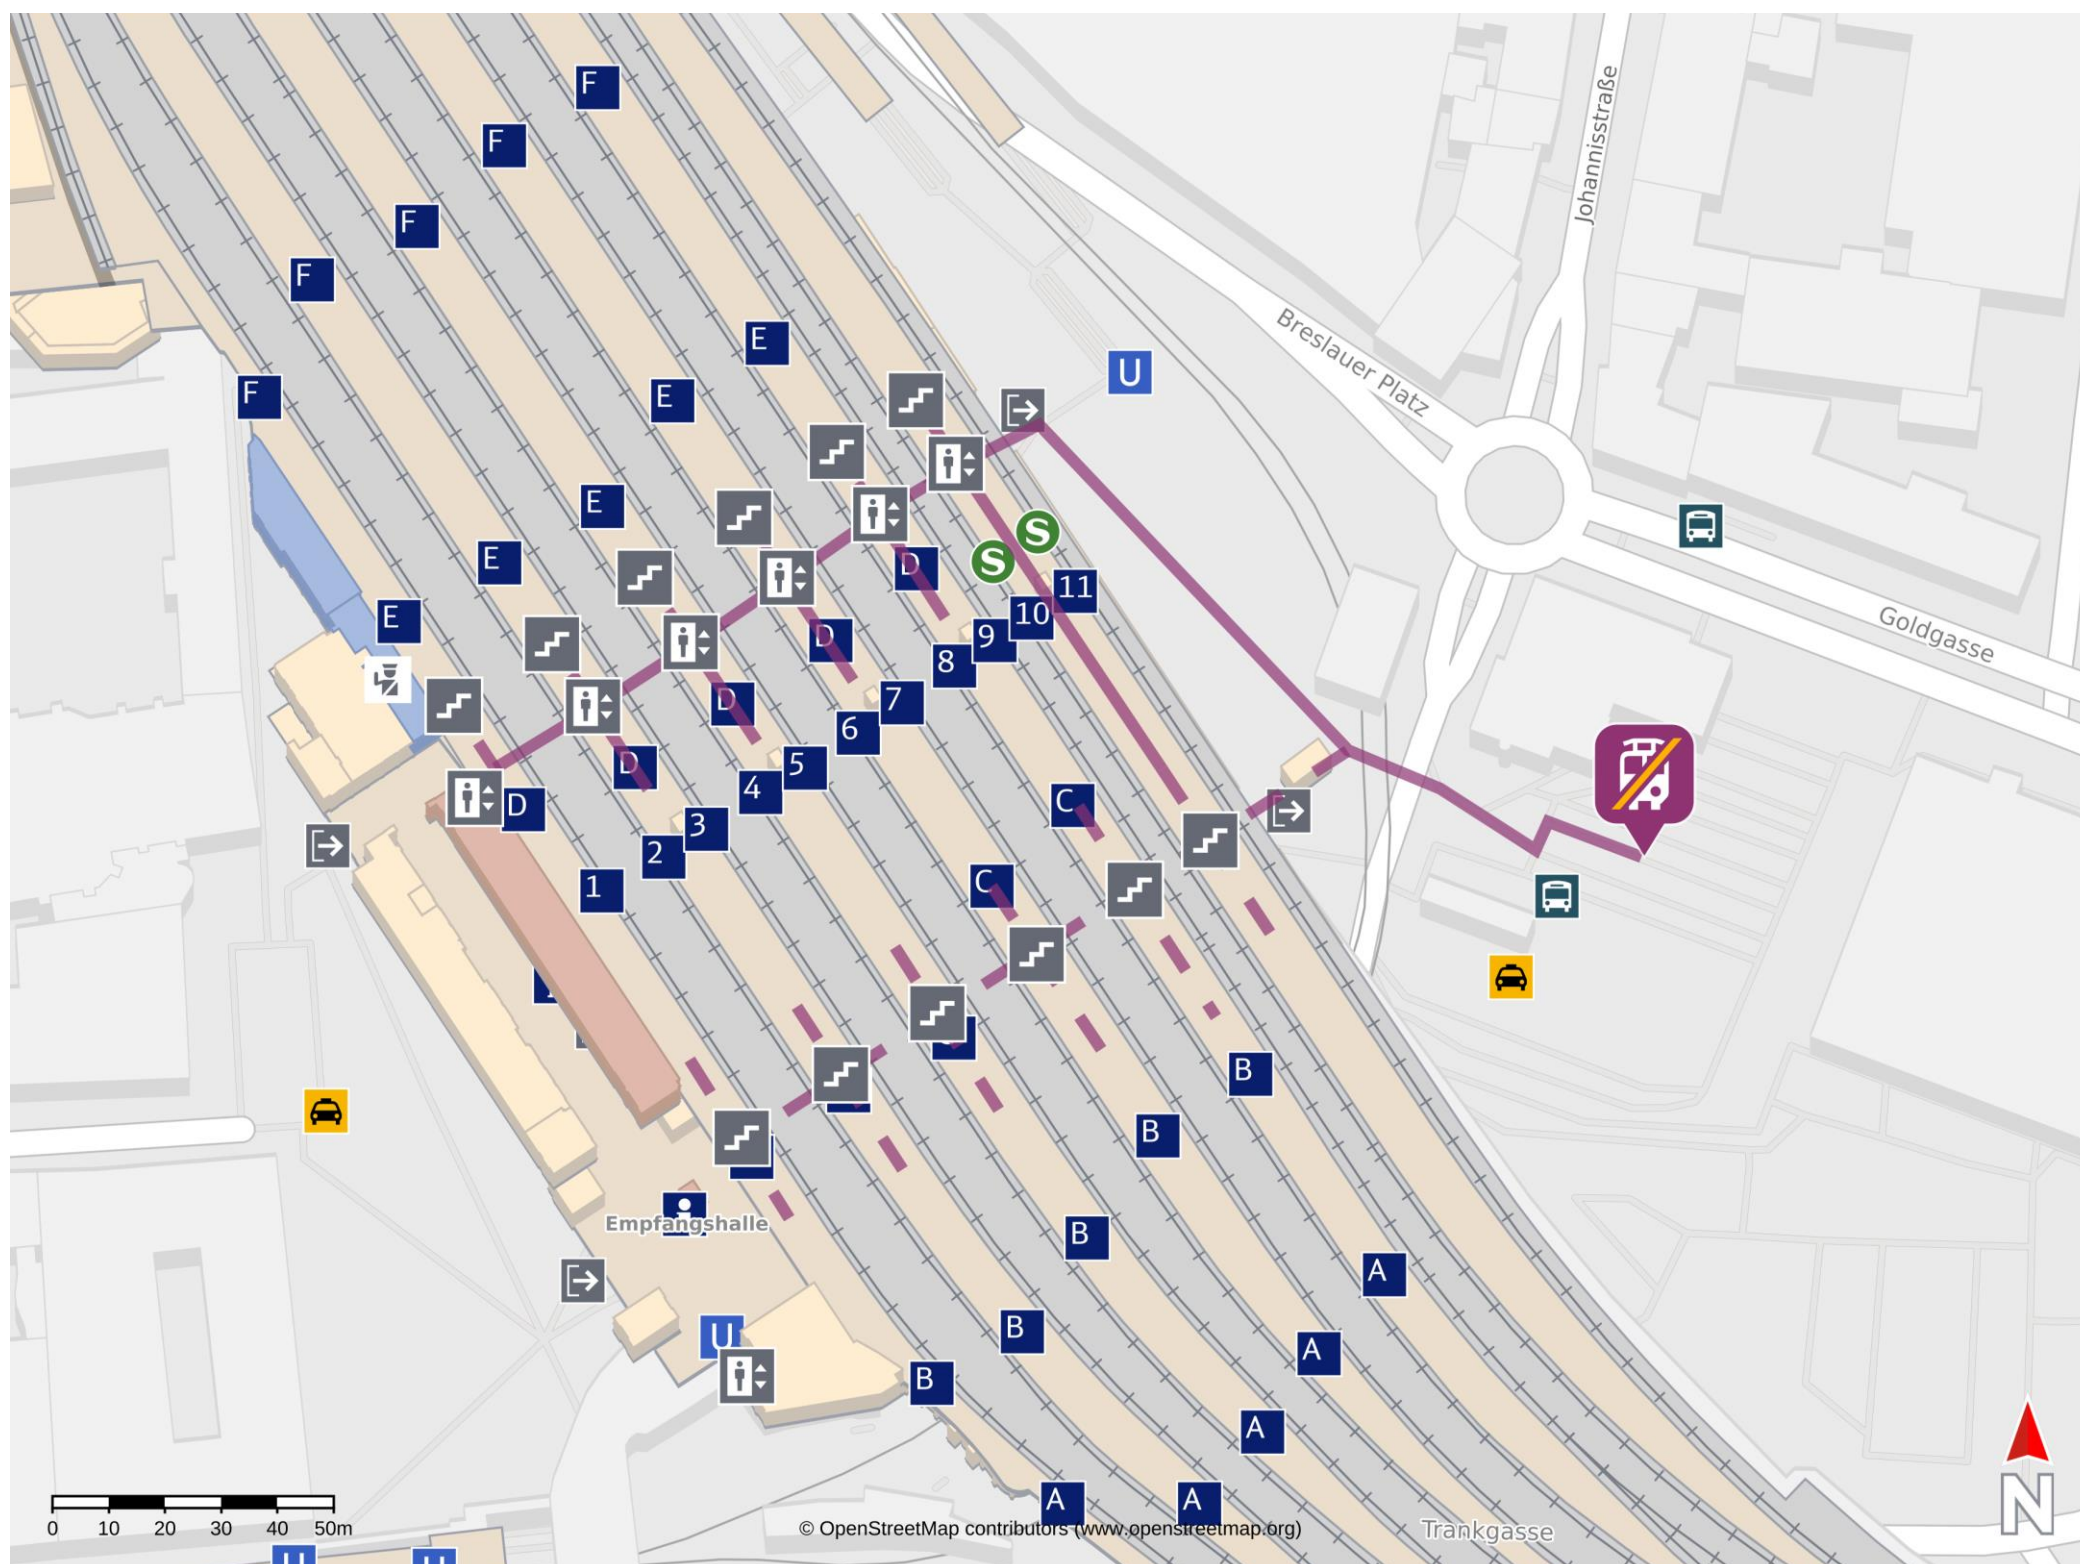 F
F
F
F
Johannisstraße
Breslauer Platz
E
U
F
E
E
S
E
D
S
11
10
E
D
9
Goldgasse
8
D
7
6
D
5
4
D
C
3
2
C
1
B
B
Empfangshalle
B
A
B
U
A
B
A
A
A
0 10 20 30 40 50m
© OpenStreetMap contributors (www.openstreetmap.org)
Trankgasse
N
U
U